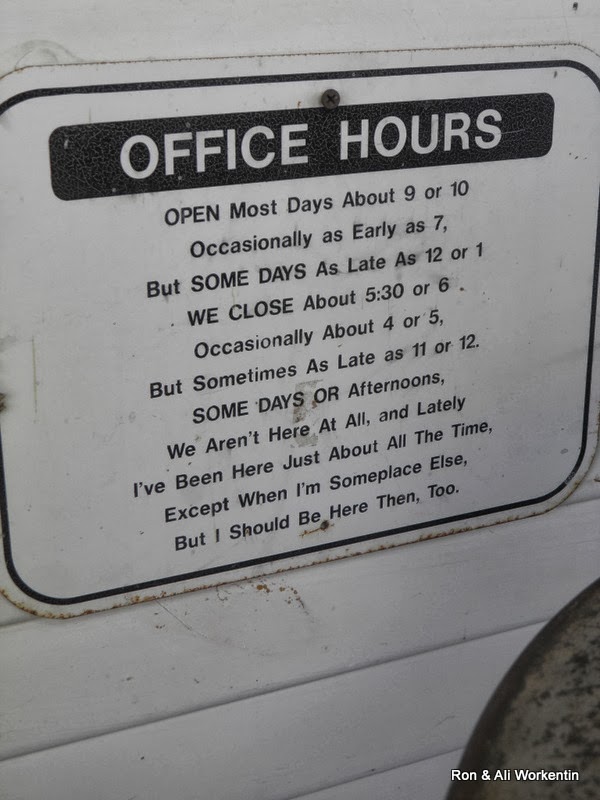 OFFICE HOURS
OPEN Most Days About 9 or 10
Occasionally as Early as 7,
But SOME DAYS As Late As 12 or 1
WE CLOSE About 5:30 or 6
Occasionally About 4 or 5,
But Sometimes As Late as 11 or 12.
SOME DAYS OR Afternoons,
We Aren't Here At All, and Lately
I've Been Here Just About All The Time,
Except When I'm Someplace Else,
But I Should Be Here Then, Too.
Ron & Ali Workentin